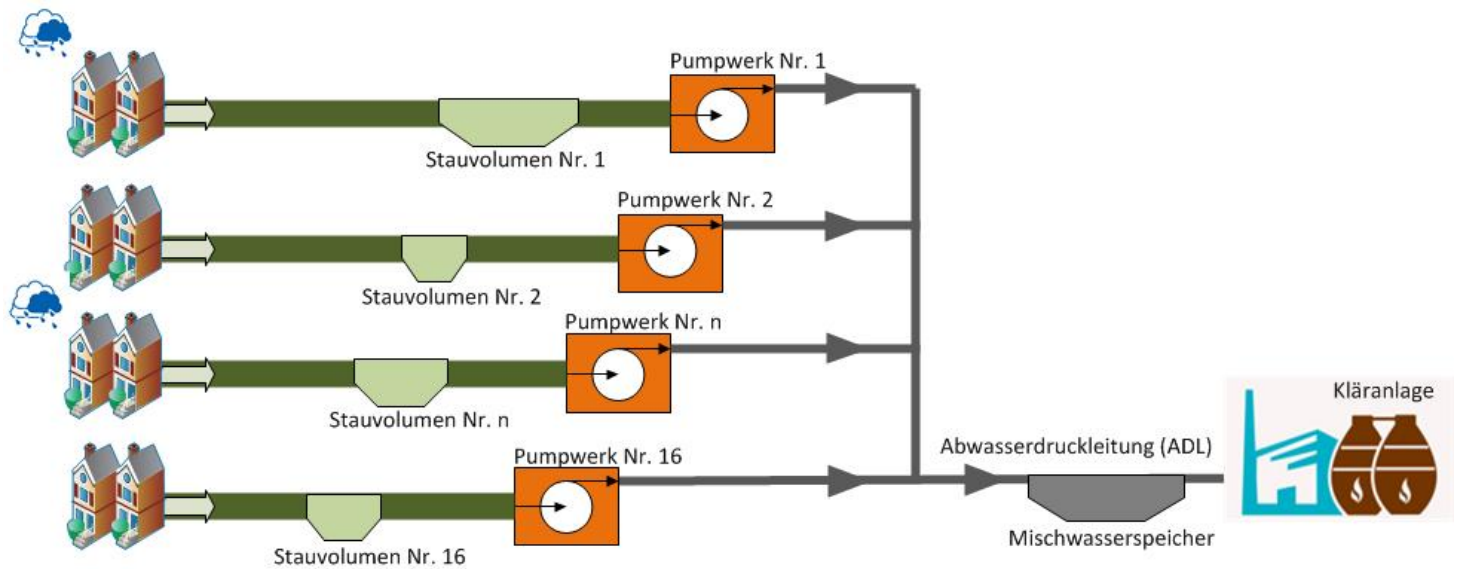 Pumpwerk Nr. 1
Stauvolumen Nr. 1
Pumpwerk Nr. 2
Stauvolumen Nr. 2
Pumpwerk Nr. n
Stauvolumen Nr. n
Kläranlage
Pumpwerk Nr. 16
Abwasserdruckleitung (ADL)
Mischwasserspeicher
Stauvolumen Nr. 16